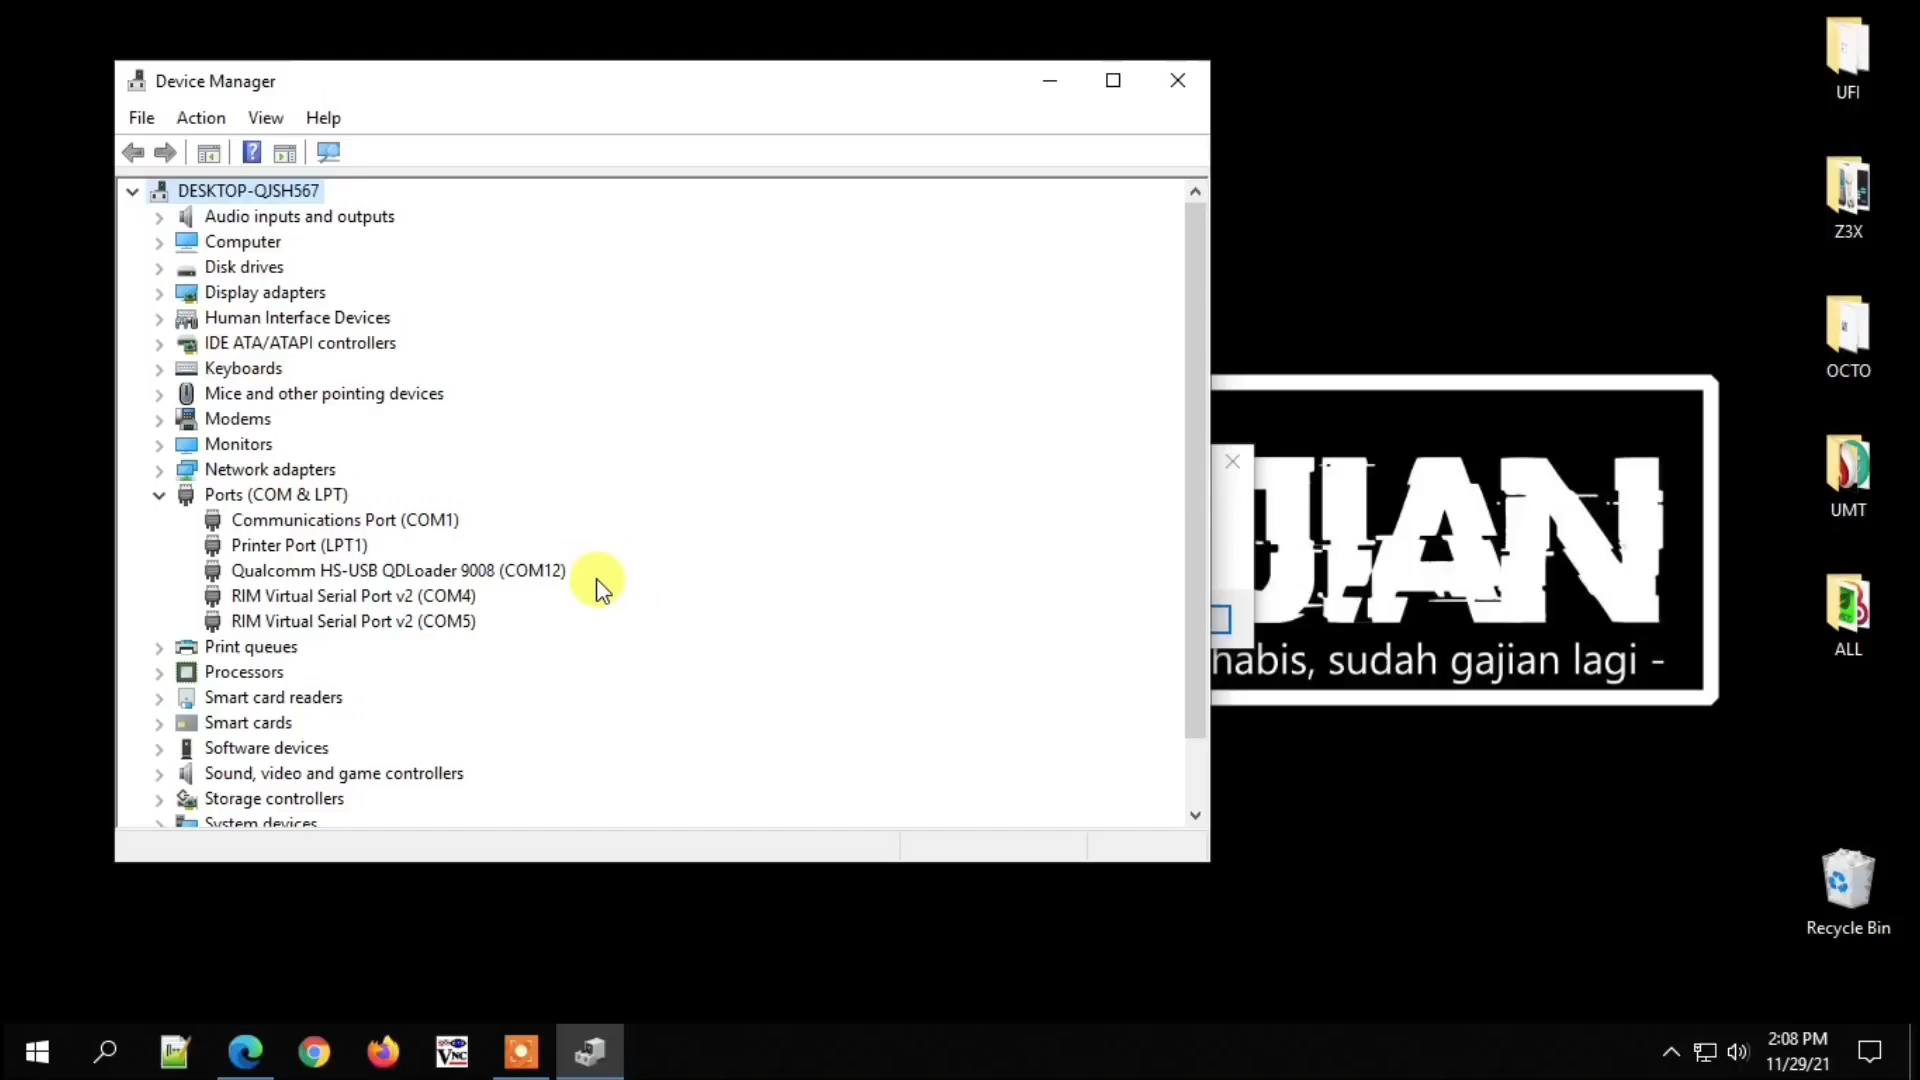 Device Manager
File Action View Help
DESKTOP-QJSH567
Audio inputs and outputs
Computer
Disk drives
Display adapters
Human Interface Devices
IDE ATA/ATAPI controllers
Keyboards
Mice and other pointing devices
Modems
Monitors
Network adapters
Ports (COM & LPT)
Communications Port (COM1)
Printer Port (LPT1)
Qualcomm HS-USB QDLoader 9008 (COM12)
RIM Virtual Serial Port v2 (COM4)
RIM Virtual Serial Port v2 (COM5)
Print queues
Processors
Smart card readers
Smart cards
Software devices
Sound, video and game controllers
Storage controllers
System devices
JIAN
habis, sudah gajian lagi -
UFI
Z3X
OCTO
UMT
ALL
Recycle Bin
VNC
2:08 PM
11/29/21